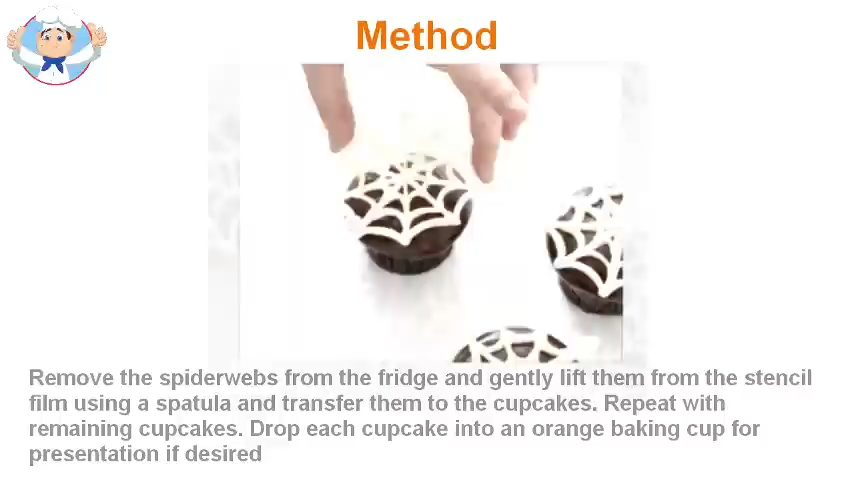 Method
Remove the spiderwebs from the fridge and gently lift them from the stencil
film using a spatula and transfer them to the cupcakes. Repeat with
remaining cupcakes. Drop each cupcake into an orange baking cup for
presentation if desired